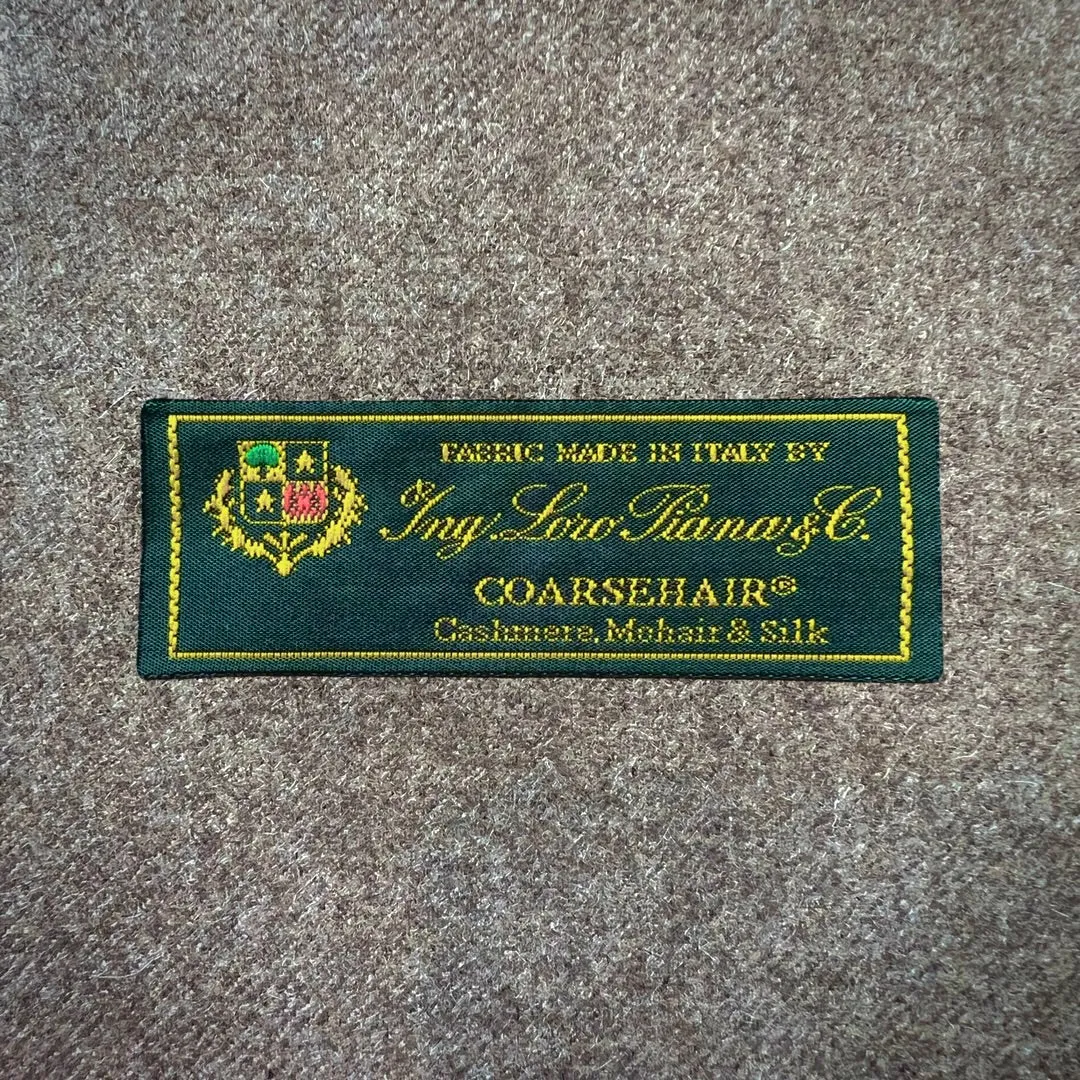 FABRIC MADE IN ITALY BY
Ing. Loro Piana & C.
COARSEHAIR®
Cashmere, Mohair & Silk